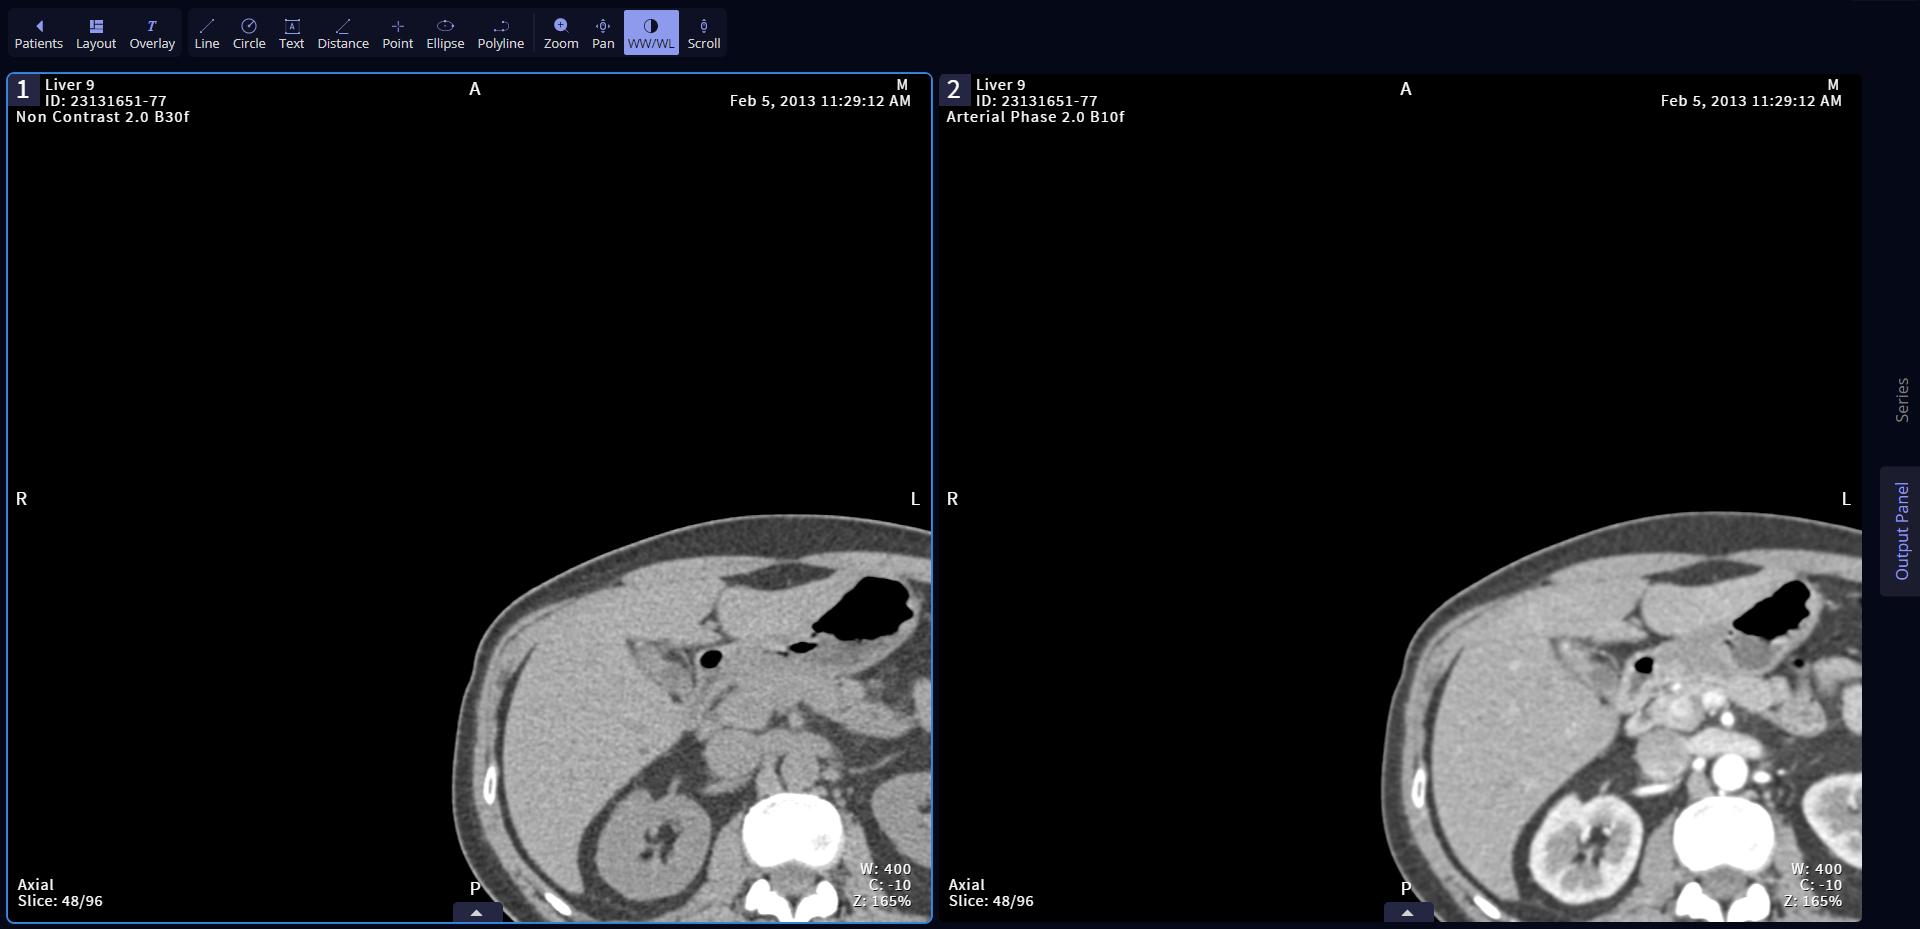 Patients Layout Overlay Line Circle Text Distance Point Ellipse Polyline Zoom Pan WW/WL Scroll
1
Liver 9
ID: 23131651-77
Non Contrast 2.0 B30f
A
M
Feb 5, 2013 11:29:12 AM
R
L
Axial
Slice: 48/96
P
W: 400
C: -10
Z: 165%
2
Liver 9
ID: 23131651-77
Arterial Phase 2.0 B10f
A
M
Feb 5, 2013 11:29:12 AM
R
L
Axial
Slice: 48/96
P
W: 400
C: -10
Z: 165%
Series
Output Panel